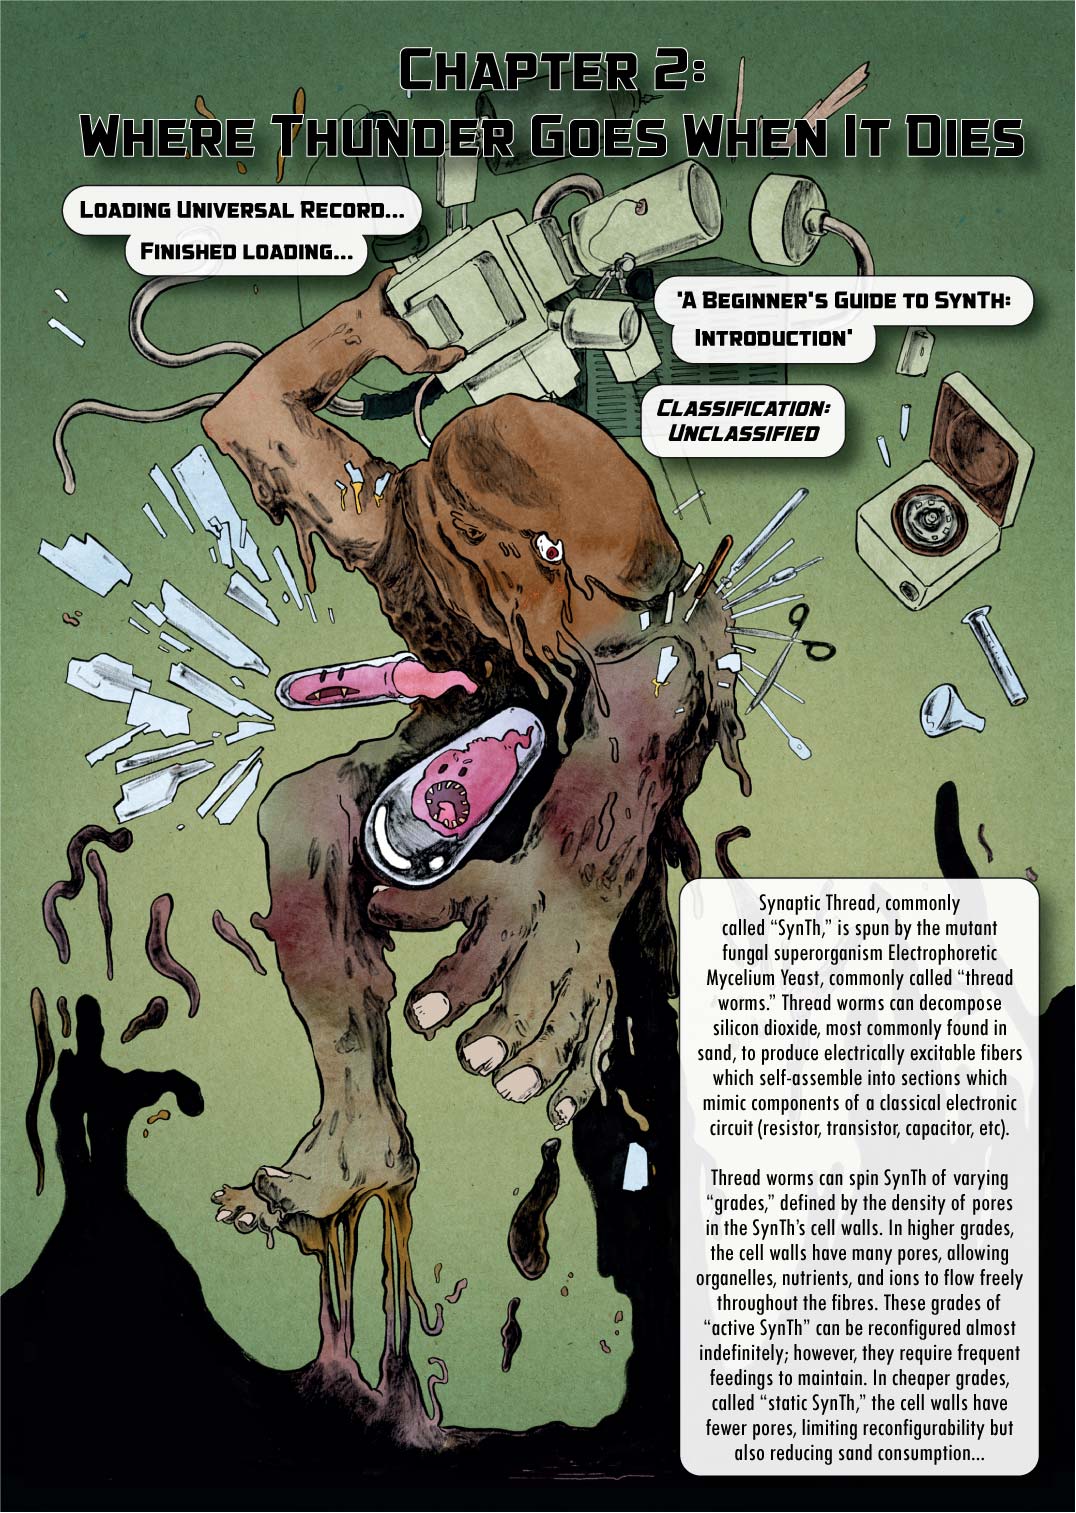 Chapter 2:
Where Thunder Goes When It Dies
Loading Universal Record...
Finished loading...
'A Beginner's Guide to SynTh:
Introduction'
Classification:
Unclassified
Synaptic Thread, commonly
called “SynTh,” is spun by the mutant
fungal superorganism Electrophoretic
Mycelium Yeast, commonly called “thread
worms.” Thread worms can decompose
silicon dioxide, most commonly found in
sand, to produce electrically excitable fibers
which self-assemble into sections which
mimic components of a classical electronic
circuit (resistor, transistor, capacitor, etc).
Thread worms can spin SynTh of varying
“grades,” defined by the density of pores
in the SynTh’s cell walls. In higher grades,
the cell walls have many pores, allowing
organelles, nutrients, and ions to flow freely
throughout the fibres. These grades of
“active SynTh” can be reconfigured almost
indefinitely; however, they require frequent
feedings to maintain. In cheaper grades,
called “static SynTh,” the cell walls have
fewer pores, limiting reconfigurability but
also reducing sand consumption...